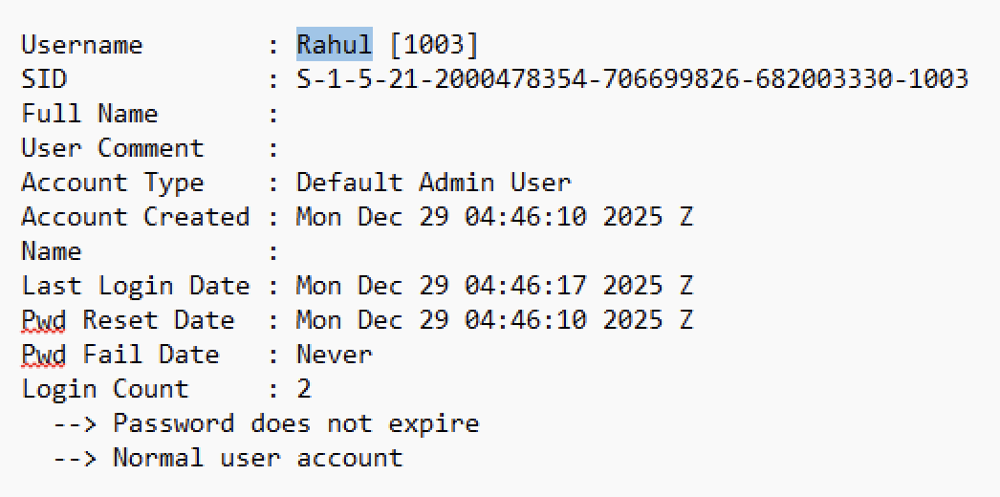 Username         : Rahul [1003]
SID              : S-1-5-21-2000478354-706699826-682003330-1003
Full Name        :
User Comment     :
Account Type     : Default Admin User
Account Created  : Mon Dec 29 04:46:10 2025 Z
Name             :
Last Login Date  : Mon Dec 29 04:46:17 2025 Z
Pwd Reset Date   : Mon Dec 29 04:46:10 2025 Z
Pwd Fail Date    : Never
Login Count      : 2
  --> Password does not expire
  --> Normal user account